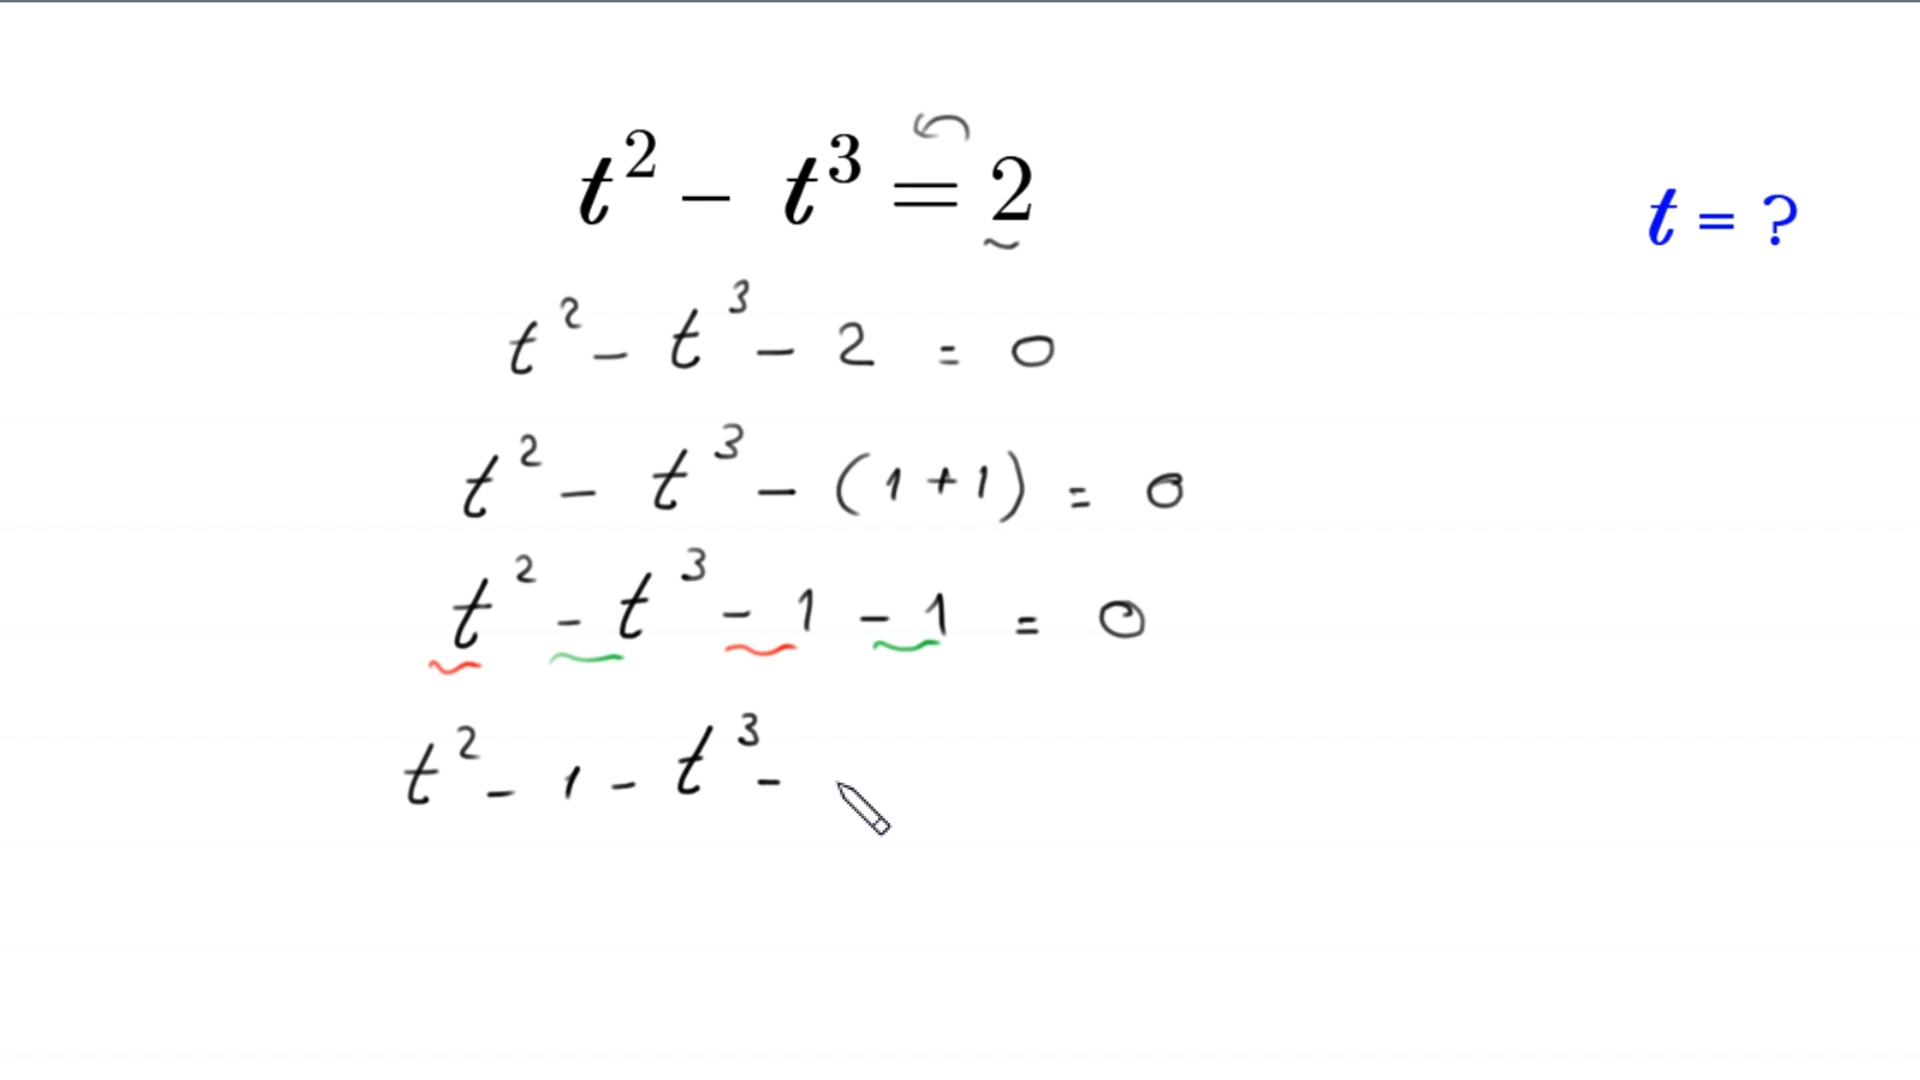 t² - t³ = 2
t = ?
t² - t³ - 2 = 0
t² - t³ - (1+1) = 0
t² - t³ - 1 - 1 = 0
t² - 1 - t³ -